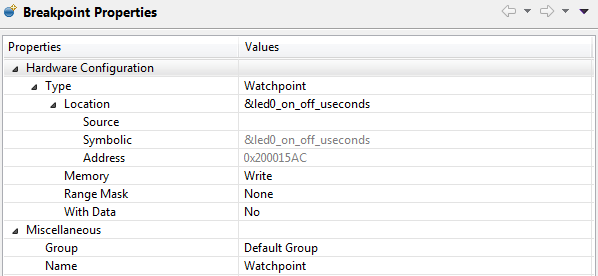 Breakpoint Properties
Properties Values
Hardware Configuration
Type Watchpoint
Location &led0_on_off_useconds
Source
Symbolic &led0_on_off_useconds
Address 0x200015AC
Memory Write
Range Mask None
With Data No
Miscellaneous
Group Default Group
Name Watchpoint